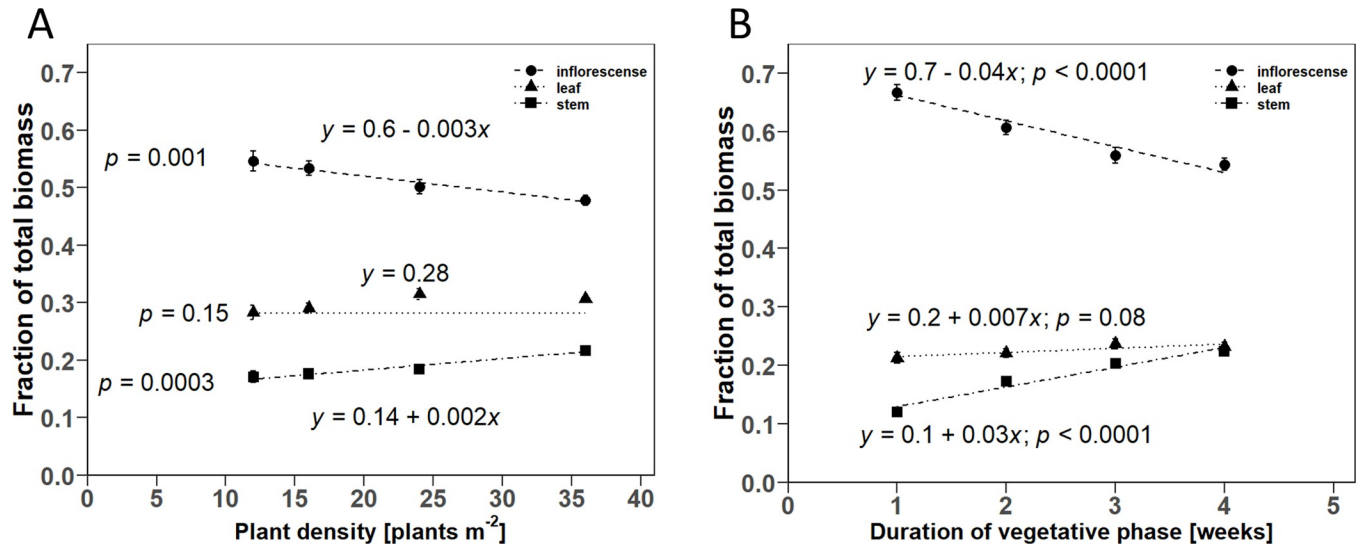 A
Fraction of total biomass
0.7
0.6
0.5
0.4
0.3
0.2
0.1
0.0
inflorescense
leaf
stem
y = 0.6 - 0.003x
p = 0.001
y = 0.28
p = 0.15
p = 0.0003
y = 0.14 + 0.002x
0 5 10 15 20 25 30 35 40
Plant density [plants m⁻²]
B
Fraction of total biomass
0.7
0.6
0.5
0.4
0.3
0.2
0.1
0.0
y = 0.7 - 0.04x; p < 0.0001
inflorescense
leaf
stem
y = 0.2 + 0.007x; p = 0.08
y = 0.1 + 0.03x; p < 0.0001
0 1 2 3 4 5
Duration of vegetative phase [weeks]